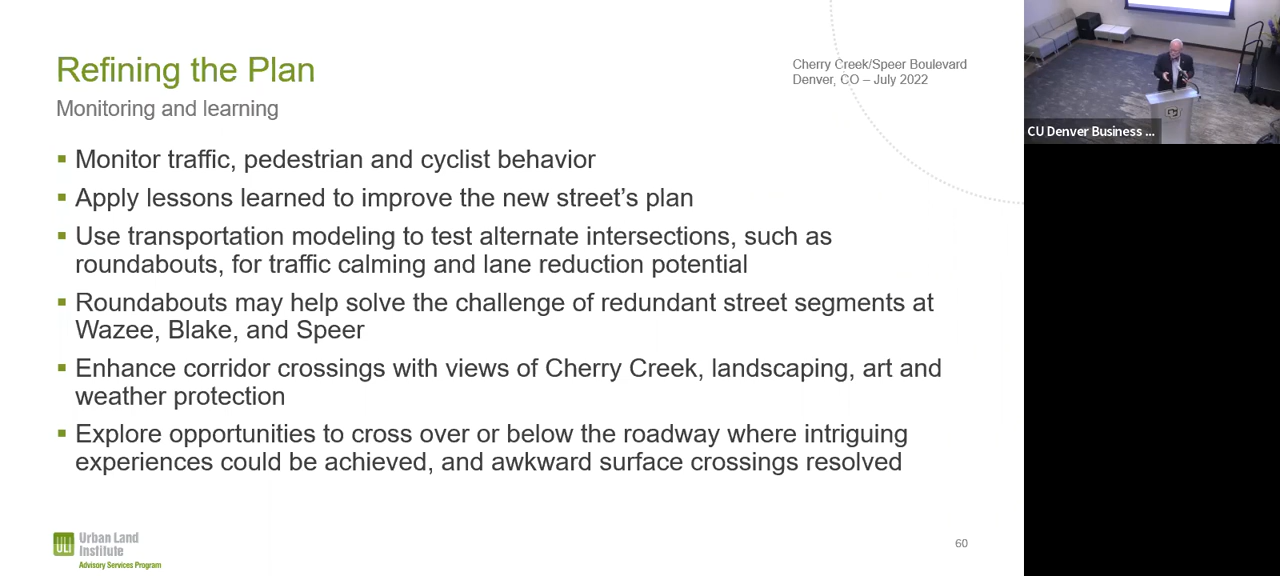 Refining the Plan
Monitoring and learning
Cherry Creek/Speer Boulevard
Denver, CO – July 2022
▪ Monitor traffic, pedestrian and cyclist behavior
▪ Apply lessons learned to improve the new street’s plan
▪ Use transportation modeling to test alternate intersections, such as
roundabouts, for traffic calming and lane reduction potential
▪ Roundabouts may help solve the challenge of redundant street segments at
Wazee, Blake, and Speer
▪ Enhance corridor crossings with views of Cherry Creek, landscaping, art and
weather protection
▪ Explore opportunities to cross over or below the roadway where intriguing
experiences could be achieved, and awkward surface crossings resolved
ULI
Urban Land
Institute
Advisory Services Program
60
CU Denver Business ...